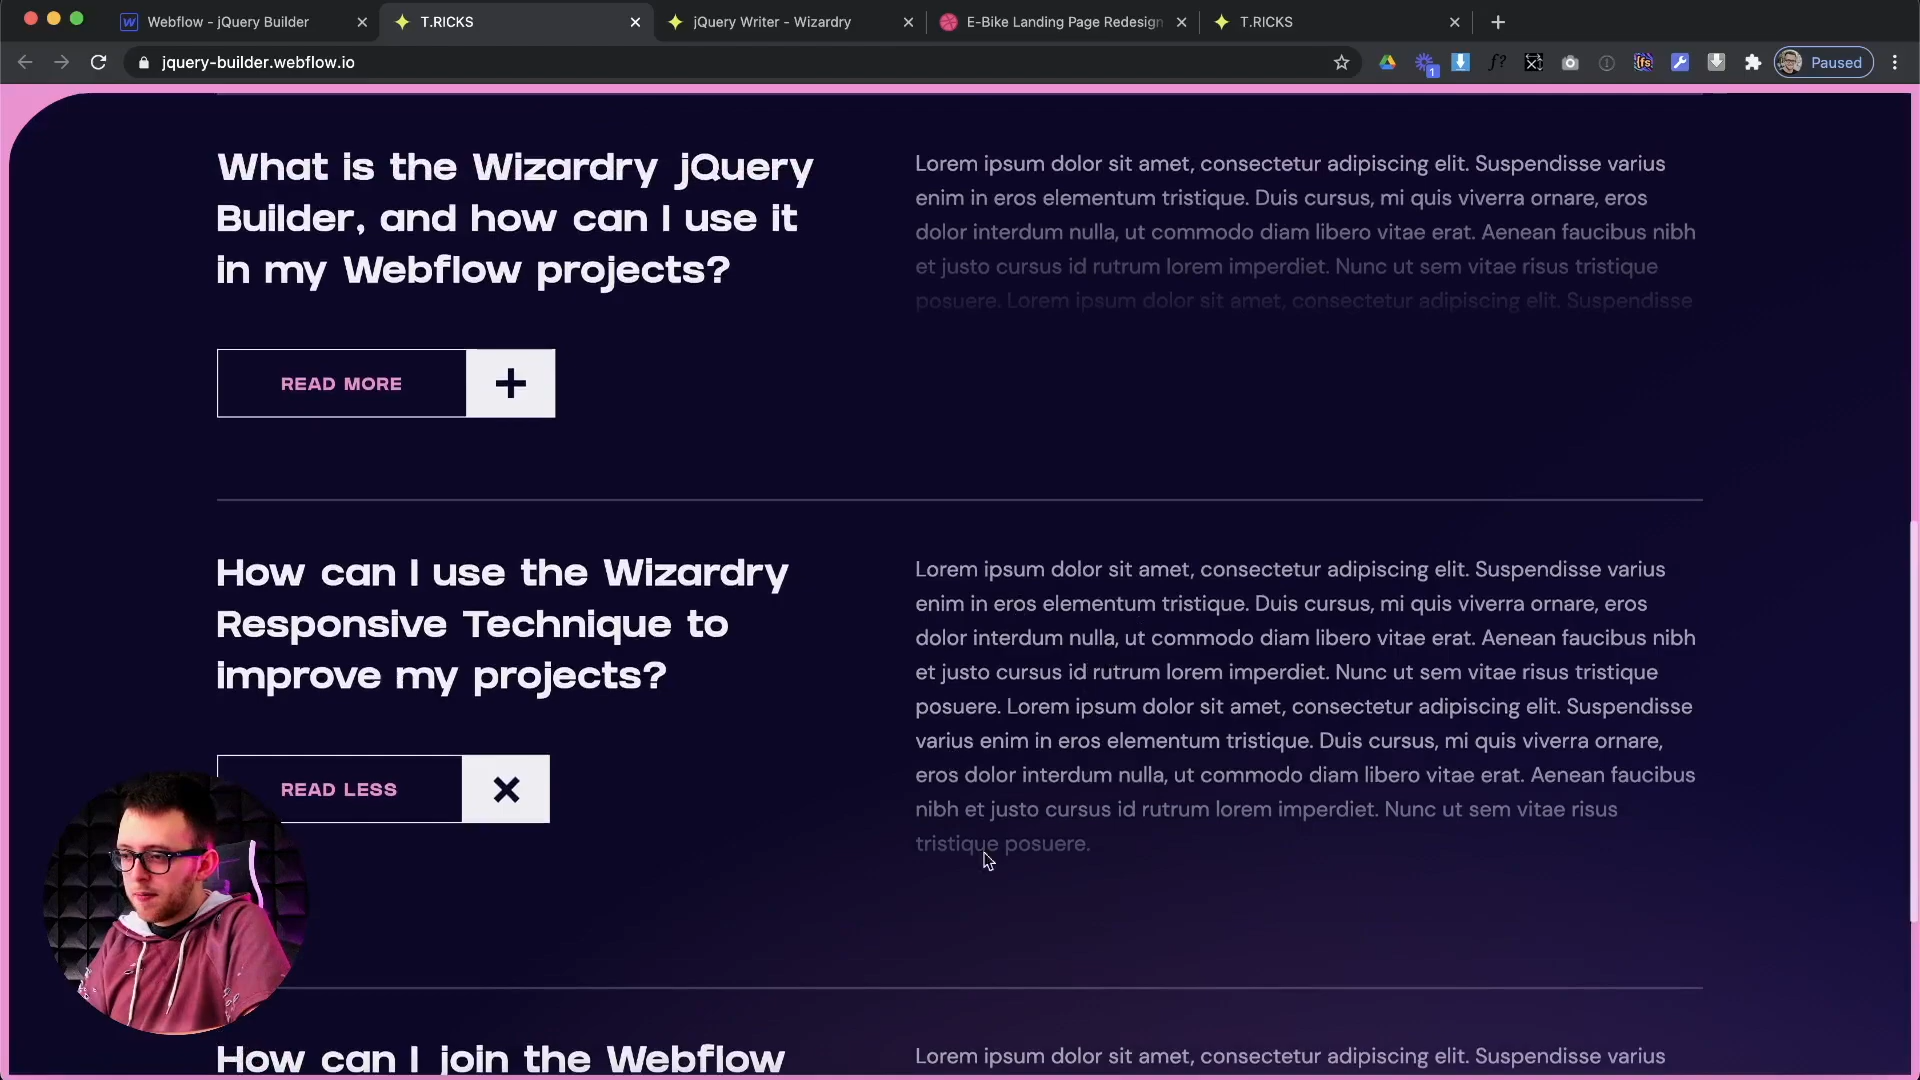 Webflow - jQuery Builder
T.RICKS
jQuery Writer - Wizardry
E-Bike Landing Page Redesign
T.RICKS
jquery-builder.webflow.io
1
f?
{fs
Paused
What is the Wizardry jQuery
Builder, and how can I use it
in my Webflow projects?
READ MORE
Lorem ipsum dolor sit amet, consectetur adipiscing elit. Suspendisse varius
enim in eros elementum tristique. Duis cursus, mi quis viverra ornare, eros
dolor interdum nulla, ut commodo diam libero vitae erat. Aenean faucibus nibh
et justo cursus id rutrum lorem imperdiet. Nunc ut sem vitae risus tristique
posuere. Lorem ipsum dolor sit amet, consectetur adipiscing elit. Suspendisse
How can I use the Wizardry
Responsive Technique to
improve my projects?
READ LESS
Lorem ipsum dolor sit amet, consectetur adipiscing elit. Suspendisse varius
enim in eros elementum tristique. Duis cursus, mi quis viverra ornare, eros
dolor interdum nulla, ut commodo diam libero vitae erat. Aenean faucibus nibh
et justo cursus id rutrum lorem imperdiet. Nunc ut sem vitae risus tristique
posuere. Lorem ipsum dolor sit amet, consectetur adipiscing elit. Suspendisse
varius enim in eros elementum tristique. Duis cursus, mi quis viverra ornare,
eros dolor interdum nulla, ut commodo diam libero vitae erat. Aenean faucibus
nibh et justo cursus id rutrum lorem imperdiet. Nunc ut sem vitae risus
tristique posuere.
How can I join the Webflow
Lorem ipsum dolor sit amet, consectetur adipiscing elit. Suspendisse varius